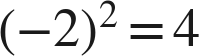 (−2)² = 4